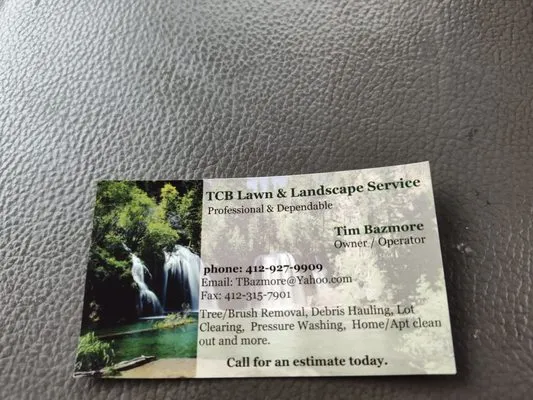 TCB Lawn & Landscape Service
Professional & Dependable
Tim Bazmore
Owner / Operator
phone: 412-927-9909
Email: TBazmore@Yahoo.com
Fax: 412-315-7901
Tree/Brush Removal, Debris Hauling, Lot
Clearing, Pressure Washing, Home/Apt clean
out and more.
Call for an estimate today.